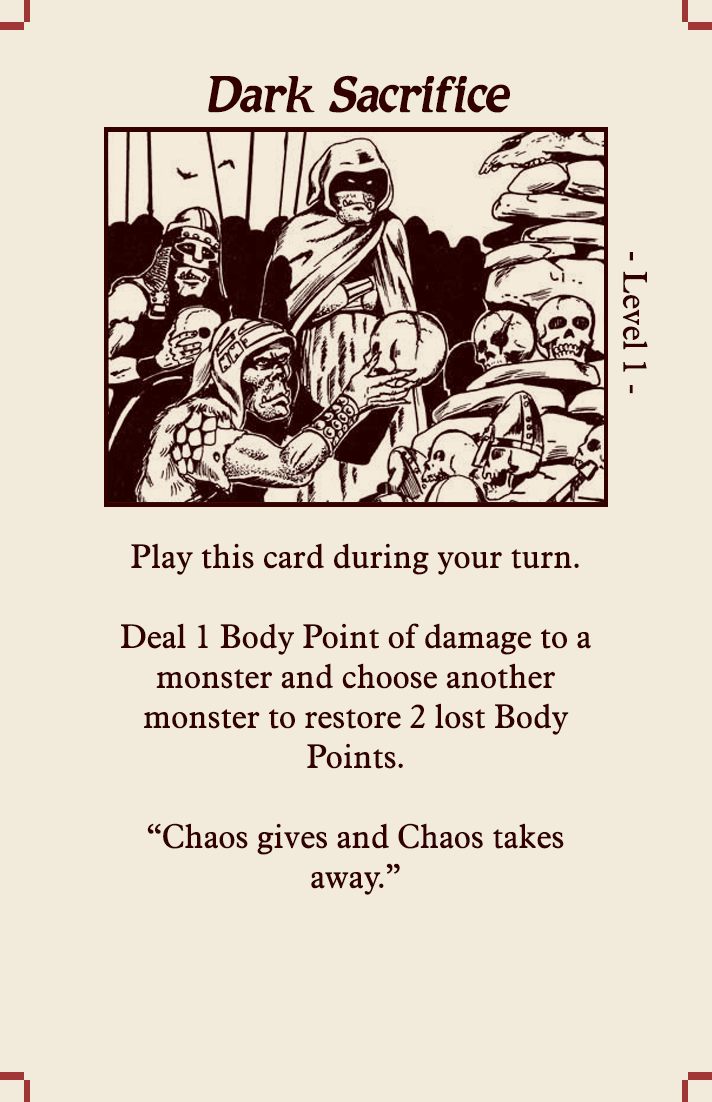 Dark Sacrifice
- Level 1 -
Play this card during your turn.
Deal 1 Body Point of damage to a
monster and choose another
monster to restore 2 lost Body
Points.
“Chaos gives and Chaos takes
away.”